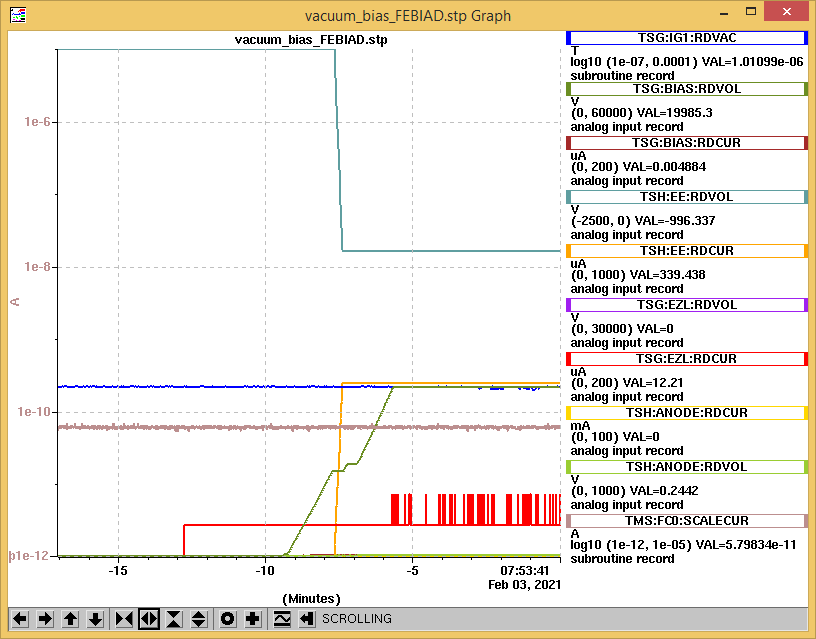 vacuum_bias_FEBIAD.stp Graph
vacuum_bias_FEBIAD.stp
1e-6
1e-8
A
1e-10
1e-12
-15
-10
-5
07:53:41
Feb 03, 2021
(Minutes)
TSG:IG1:RDVAC
T
log10 (1e-07, 0.0001) VAL=1.01099e-06
subroutine record
TSG:BIAS:RDVOL
V
(0, 60000) VAL=19985.3
analog input record
TSG:BIAS:RDCUR
uA
(0, 200) VAL=0.004884
analog input record
TSH:EE:RDVOL
V
(-2500, 0) VAL=-996.337
analog input record
TSH:EE:RDCUR
uA
(0, 1000) VAL=339.438
analog input record
TSG:EZL:RDVOL
V
(0, 30000) VAL=0
analog input record
TSG:EZL:RDCUR
uA
(0, 200) VAL=12.21
analog input record
TSH:ANODE:RDCUR
mA
(0, 100) VAL=0
analog input record
TSH:ANODE:RDVOL
V
(0, 1000) VAL=0.2442
analog input record
TMS:FC0:SCALECUR
A
log10 (1e-12, 1e-05) VAL=5.79834e-11
subroutine record
SCROLLING